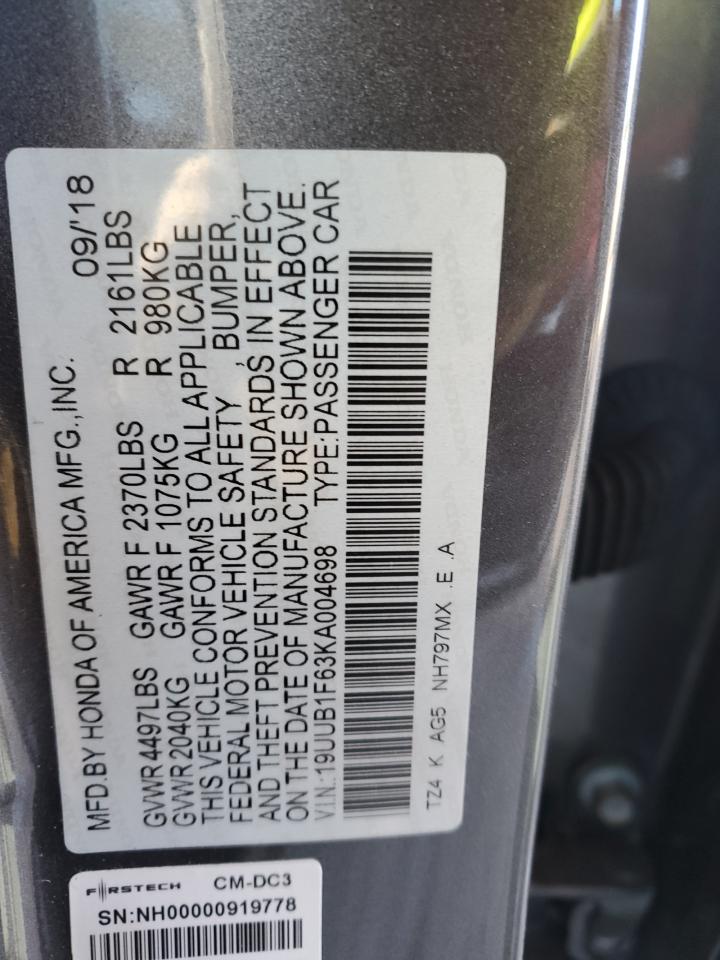 MFD.BY HONDA OF AMERICA MFG.,INC. 09/'18
GVWR 4497LBS GAWR F 2370LBS R 2161LBS
GVWR 2040KG GAWR F 1075KG R 980KG
THIS VEHICLE CONFORMS TO ALL APPLICABLE
FEDERAL MOTOR VEHICLE SAFETY , BUMPER,
AND THEFT PREVENTION STANDARDS IN EFFECT
ON THE DATE OF MANUFACTURE SHOWN ABOVE.
V.I.N.:19UUB1F63KA004698 TYPE:PASSENGER CAR
TZ4 K AG5 NH797MX .E .A
FIRSTECH CM-DC3
SN:NH00000919778